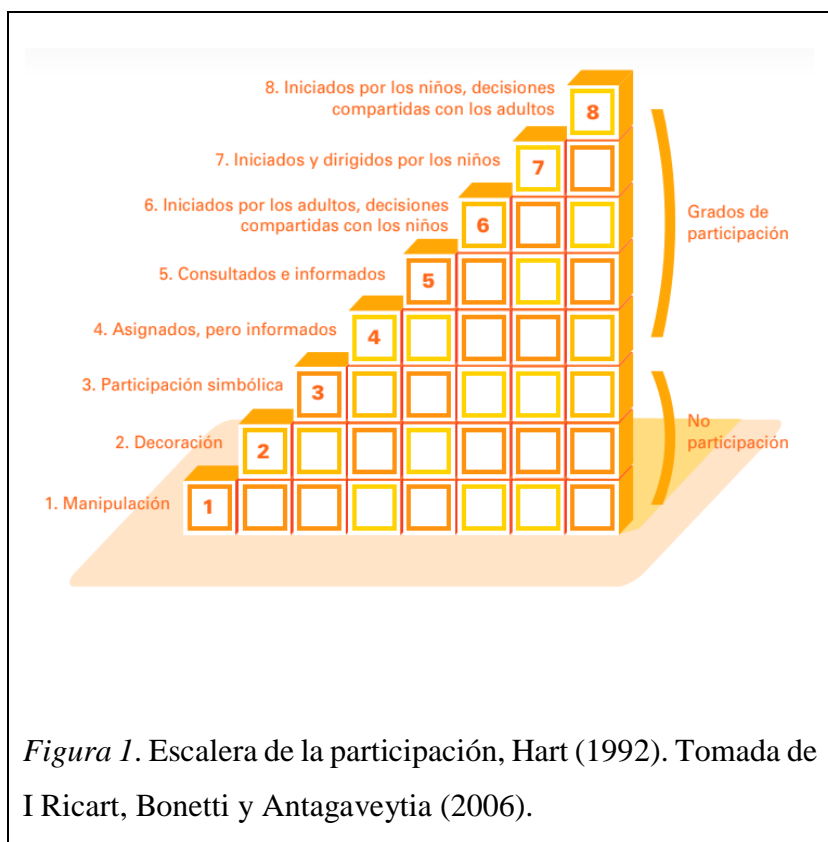 8. Iniciados por los niños, decisiones
compartidas con los adultos
8
7. Iniciados y dirigidos por los niños
7
6. Iniciados por los adultos, decisiones
compartidas con los niños
6
Grados de
participación
5. Consultados e informados
5
4. Asignados, pero informados
4
3. Participación simbólica
3
2. Decoración
2
No
participación
1. Manipulación
1
Figura 1. Escalera de la participación, Hart (1992). Tomada de
I Ricart, Bonetti y Antagaveytia (2006).